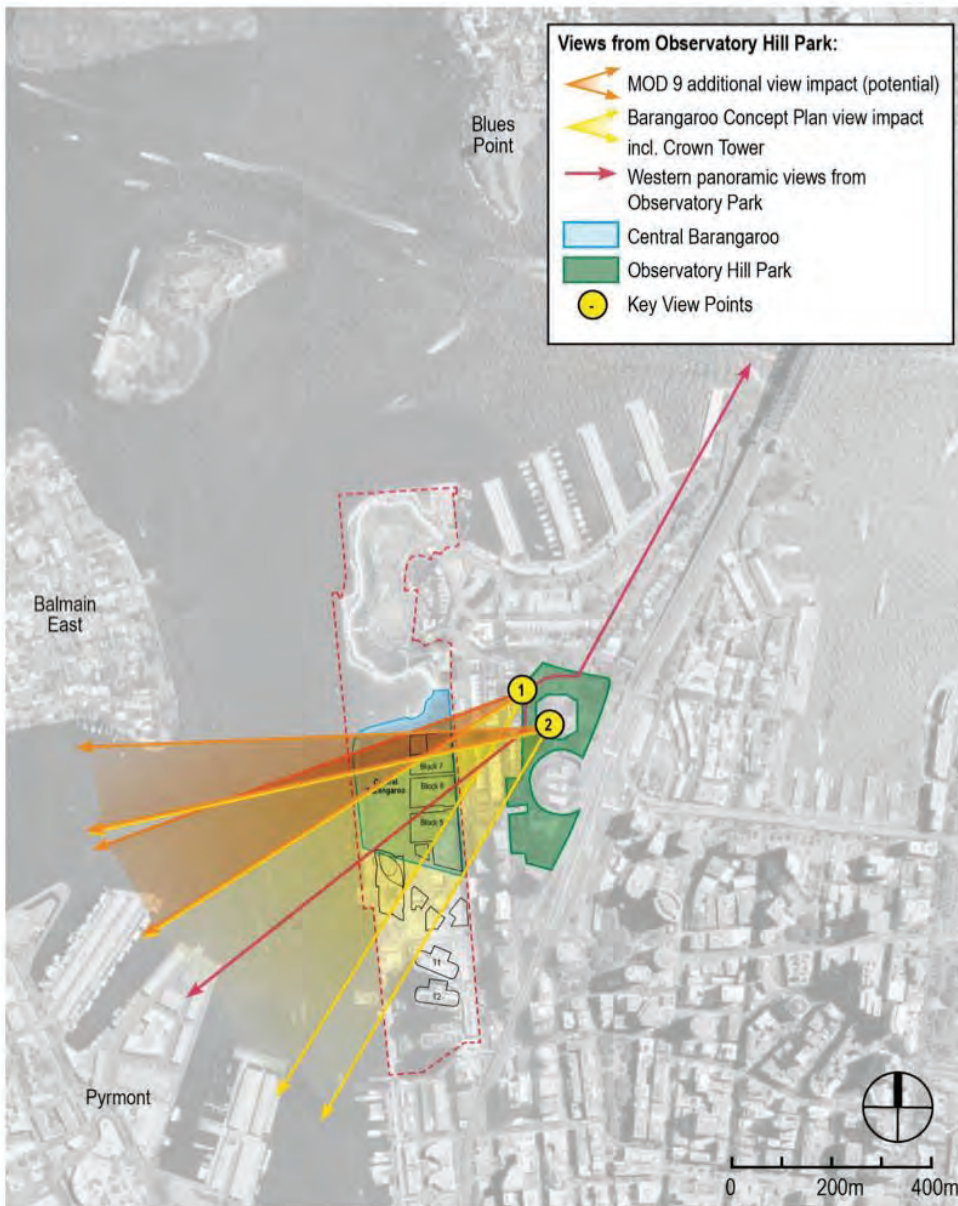 Views from Observatory Hill Park:
MOD 9 additional view impact (potential)
Barangaroo Concept Plan view impact
incl. Crown Tower
Western panoramic views from
Observatory Park
Central Barangaroo
Observatory Hill Park
- Key View Points
Blues
Point
Balmain
East
1
2
Block 7
Central
Barangaroo
Block 6
Block 5
11
12
Pyrmont
0 200m 400m